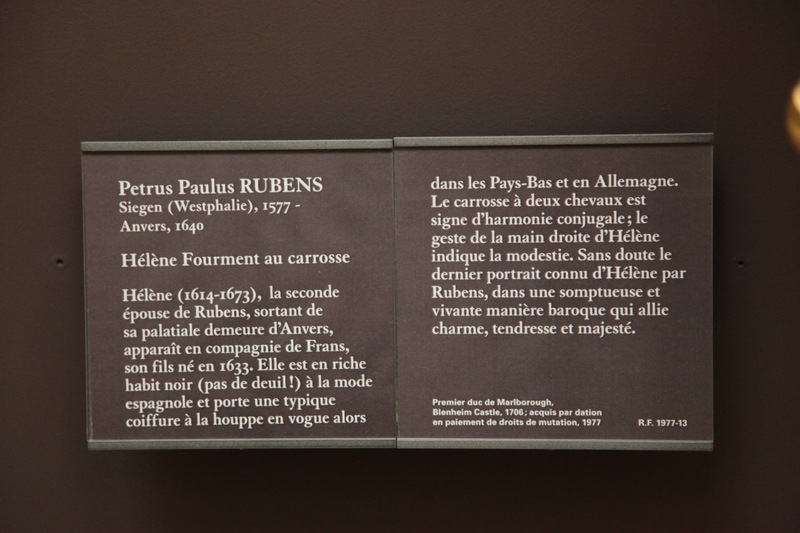 Petrus Paulus RUBENS
Siegen (Westphalie), 1577 -
Anvers, 1640
Hélène Fourment au carrosse
Hélène (1614-1673), la seconde
épouse de Rubens, sortant de
sa palatiale demeure d'Anvers,
apparaît en compagnie de Frans,
son fils né en 1633. Elle est en riche
habit noir (pas de deuil !) à la mode
espagnole et porte une typique
coiffure à la houppe en vogue alors
dans les Pays-Bas et en Allemagne.
Le carrosse à deux chevaux est
signe d'harmonie conjugale ; le
geste de la main droite d'Hélène
indique la modestie. Sans doute le
dernier portrait connu d'Hélène par
Rubens, dans une somptueuse et
vivante manière baroque qui allie
charme, tendresse et majesté.
Premier duc de Marlborough,
Blenheim Castle, 1706 ; acquis par dation
en paiement de droits de mutation, 1977
R.F. 1977-13